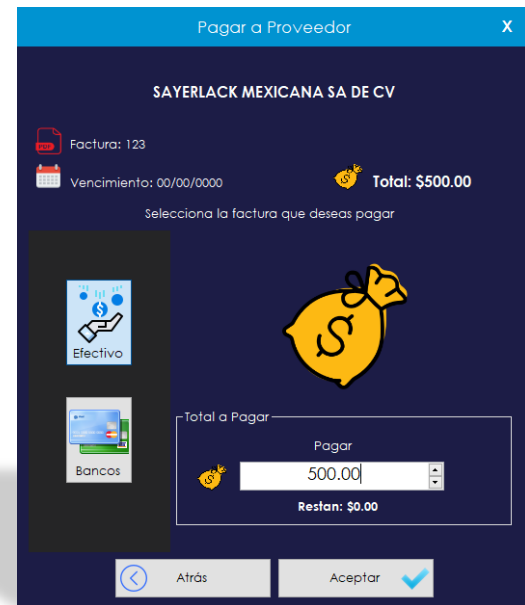 Pagar a Proveedor X
SAYERLACK MEXICANA SA DE CV
PDF
Factura: 123
Vencimiento: 00/00/0000
Total: $500.00
Selecciona la factura que deseas pagar
$
Efectivo
$
Bancos
Total a Pagar
Pagar
500.00
Restan: $0.00
Atrás
Aceptar